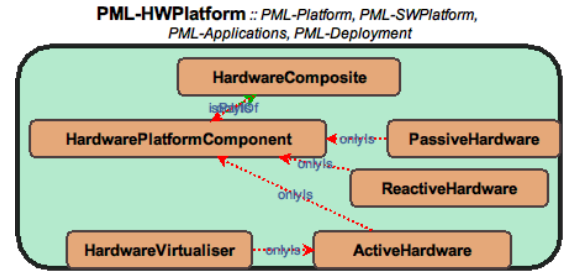 PML-HWPlatform :: PML-Platform, PML-SWPlatform,
PML-Applications, PML-Deployment
HardwareComposite
HardwarePlatformComponent
onlyIs
PassiveHardware
onlyIs
ReactiveHardware
onlyIs
HardwareVirtualiser
onlyIs
ActiveHardware